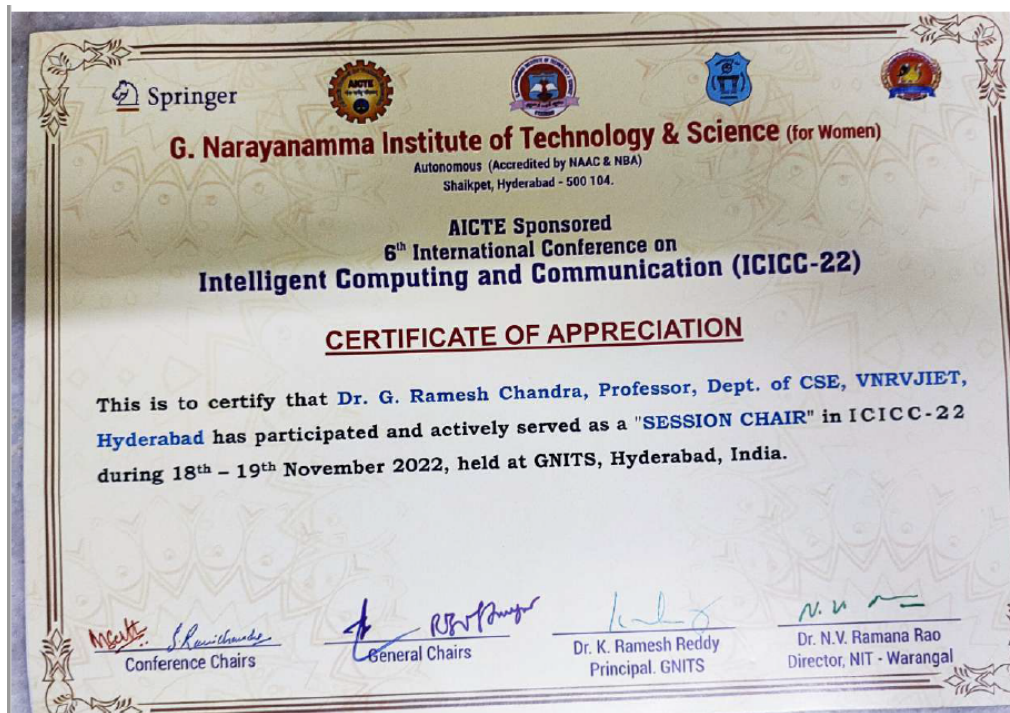 Springer
AICTE
G. Narayanamma Institute of Technology & Science (for Women)
Autonomous (Accredited by NAAC & NBA)
Shaikpet, Hyderabad - 500 104.
AICTE Sponsored
6th International Conference on
Intelligent Computing and Communication (ICICC-22)
CERTIFICATE OF APPRECIATION
This is to certify that Dr. G. Ramesh Chandra, Professor, Dept. of CSE, VNRVJIET,
Hyderabad has participated and actively served as a "SESSION CHAIR" in ICICC-22
during 18th – 19th November 2022, held at GNITS, Hyderabad, India.
Conference Chairs
General Chairs
Dr. K. Ramesh Reddy
Principal. GNITS
Dr. N.V. Ramana Rao
Director, NIT - Warangal